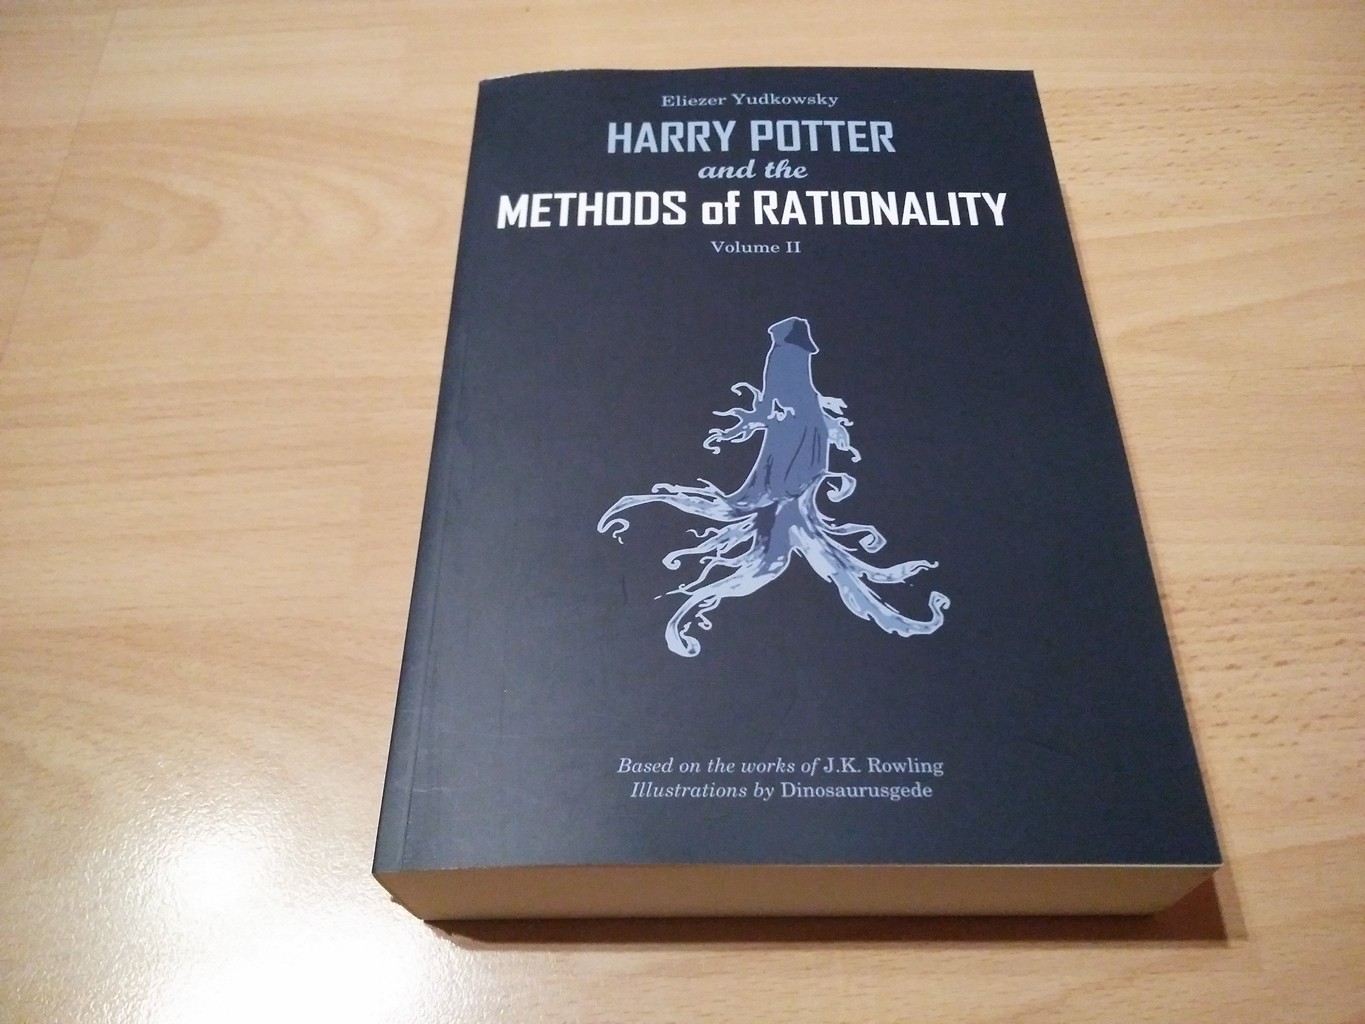 Eliezer Yudkowsky
HARRY POTTER
and the
METHODS of RATIONALITY
Volume II
Based on the works of J.K. Rowling
Illustrations by Dinosaurusgede